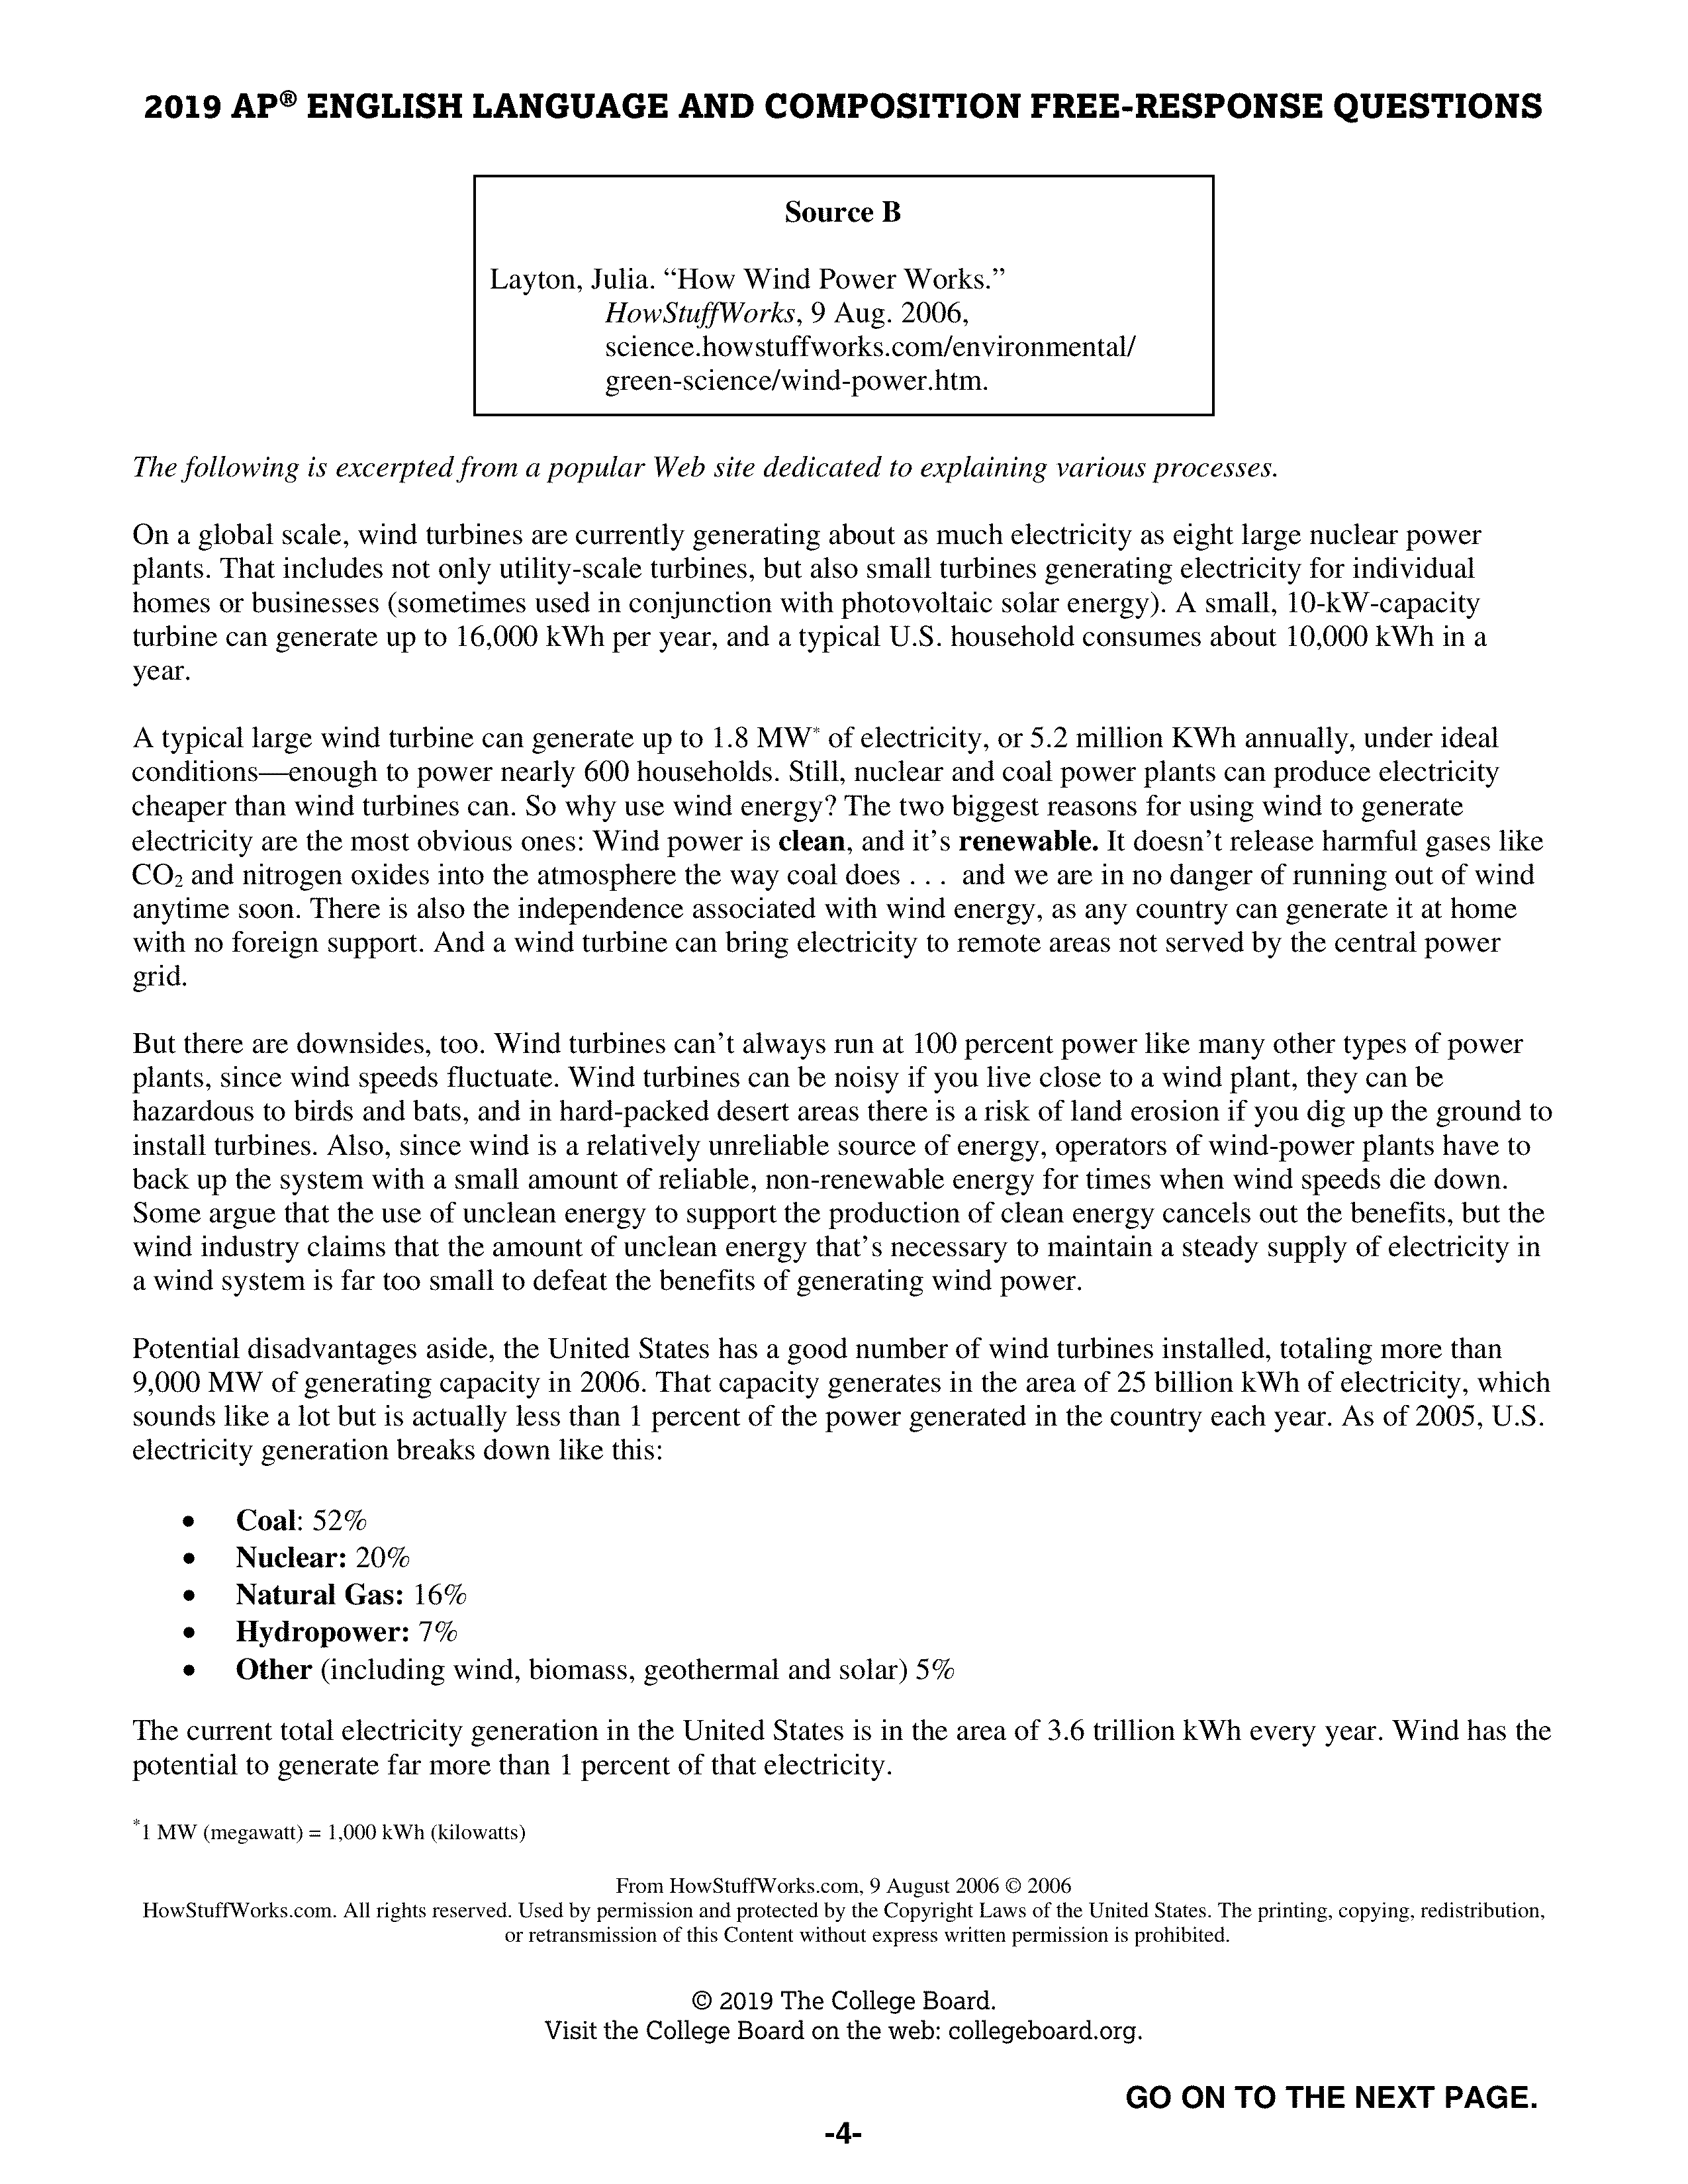 2019 AP® ENGLISH LANGUAGE AND COMPOSITION FREE-RESPONSE QUESTIONS
Source B
Layton, Julia. “How Wind Power Works.”
HowStuffWorks, 9 Aug. 2006,
science.howstuffworks.com/environmental/
green-science/wind-power.htm.
The following is excerpted from a popular Web site dedicated to explaining various processes.
On a global scale, wind turbines are currently generating about as much electricity as eight large nuclear power
plants. That includes not only utility-scale turbines, but also small turbines generating electricity for individual
homes or businesses (sometimes used in conjunction with photovoltaic solar energy). A small, 10-kW-capacity
turbine can generate up to 16,000 kWh per year, and a typical U.S. household consumes about 10,000 kWh in a
year.
A typical large wind turbine can generate up to 1.8 MW* of electricity, or 5.2 million KWh annually, under ideal
conditions—enough to power nearly 600 households. Still, nuclear and coal power plants can produce electricity
cheaper than wind turbines can. So why use wind energy? The two biggest reasons for using wind to generate
electricity are the most obvious ones: Wind power is clean, and it’s renewable. It doesn’t release harmful gases like
CO2 and nitrogen oxides into the atmosphere the way coal does . . . and we are in no danger of running out of wind
anytime soon. There is also the independence associated with wind energy, as any country can generate it at home
with no foreign support. And a wind turbine can bring electricity to remote areas not served by the central power
grid.
But there are downsides, too. Wind turbines can’t always run at 100 percent power like many other types of power
plants, since wind speeds fluctuate. Wind turbines can be noisy if you live close to a wind plant, they can be
hazardous to birds and bats, and in hard-packed desert areas there is a risk of land erosion if you dig up the ground to
install turbines. Also, since wind is a relatively unreliable source of energy, operators of wind-power plants have to
back up the system with a small amount of reliable, non-renewable energy for times when wind speeds die down.
Some argue that the use of unclean energy to support the production of clean energy cancels out the benefits, but the
wind industry claims that the amount of unclean energy that’s necessary to maintain a steady supply of electricity in
a wind system is far too small to defeat the benefits of generating wind power.
Potential disadvantages aside, the United States has a good number of wind turbines installed, totaling more than
9,000 MW of generating capacity in 2006. That capacity generates in the area of 25 billion kWh of electricity, which
sounds like a lot but is actually less than 1 percent of the power generated in the country each year. As of 2005, U.S.
electricity generation breaks down like this:
• Coal: 52%
• Nuclear: 20%
• Natural Gas: 16%
• Hydropower: 7%
• Other (including wind, biomass, geothermal and solar) 5%
The current total electricity generation in the United States is in the area of 3.6 trillion kWh every year. Wind has the
potential to generate far more than 1 percent of that electricity.
*1 MW (megawatt) = 1,000 kWh (kilowatts)
From HowStuffWorks.com, 9 August 2006 © 2006
HowStuffWorks.com. All rights reserved. Used by permission and protected by the Copyright Laws of the United States. The printing, copying, redistribution,
or retransmission of this Content without express written permission is prohibited.
© 2019 The College Board.
Visit the College Board on the web: collegeboard.org.
GO ON TO THE NEXT PAGE.
-4-